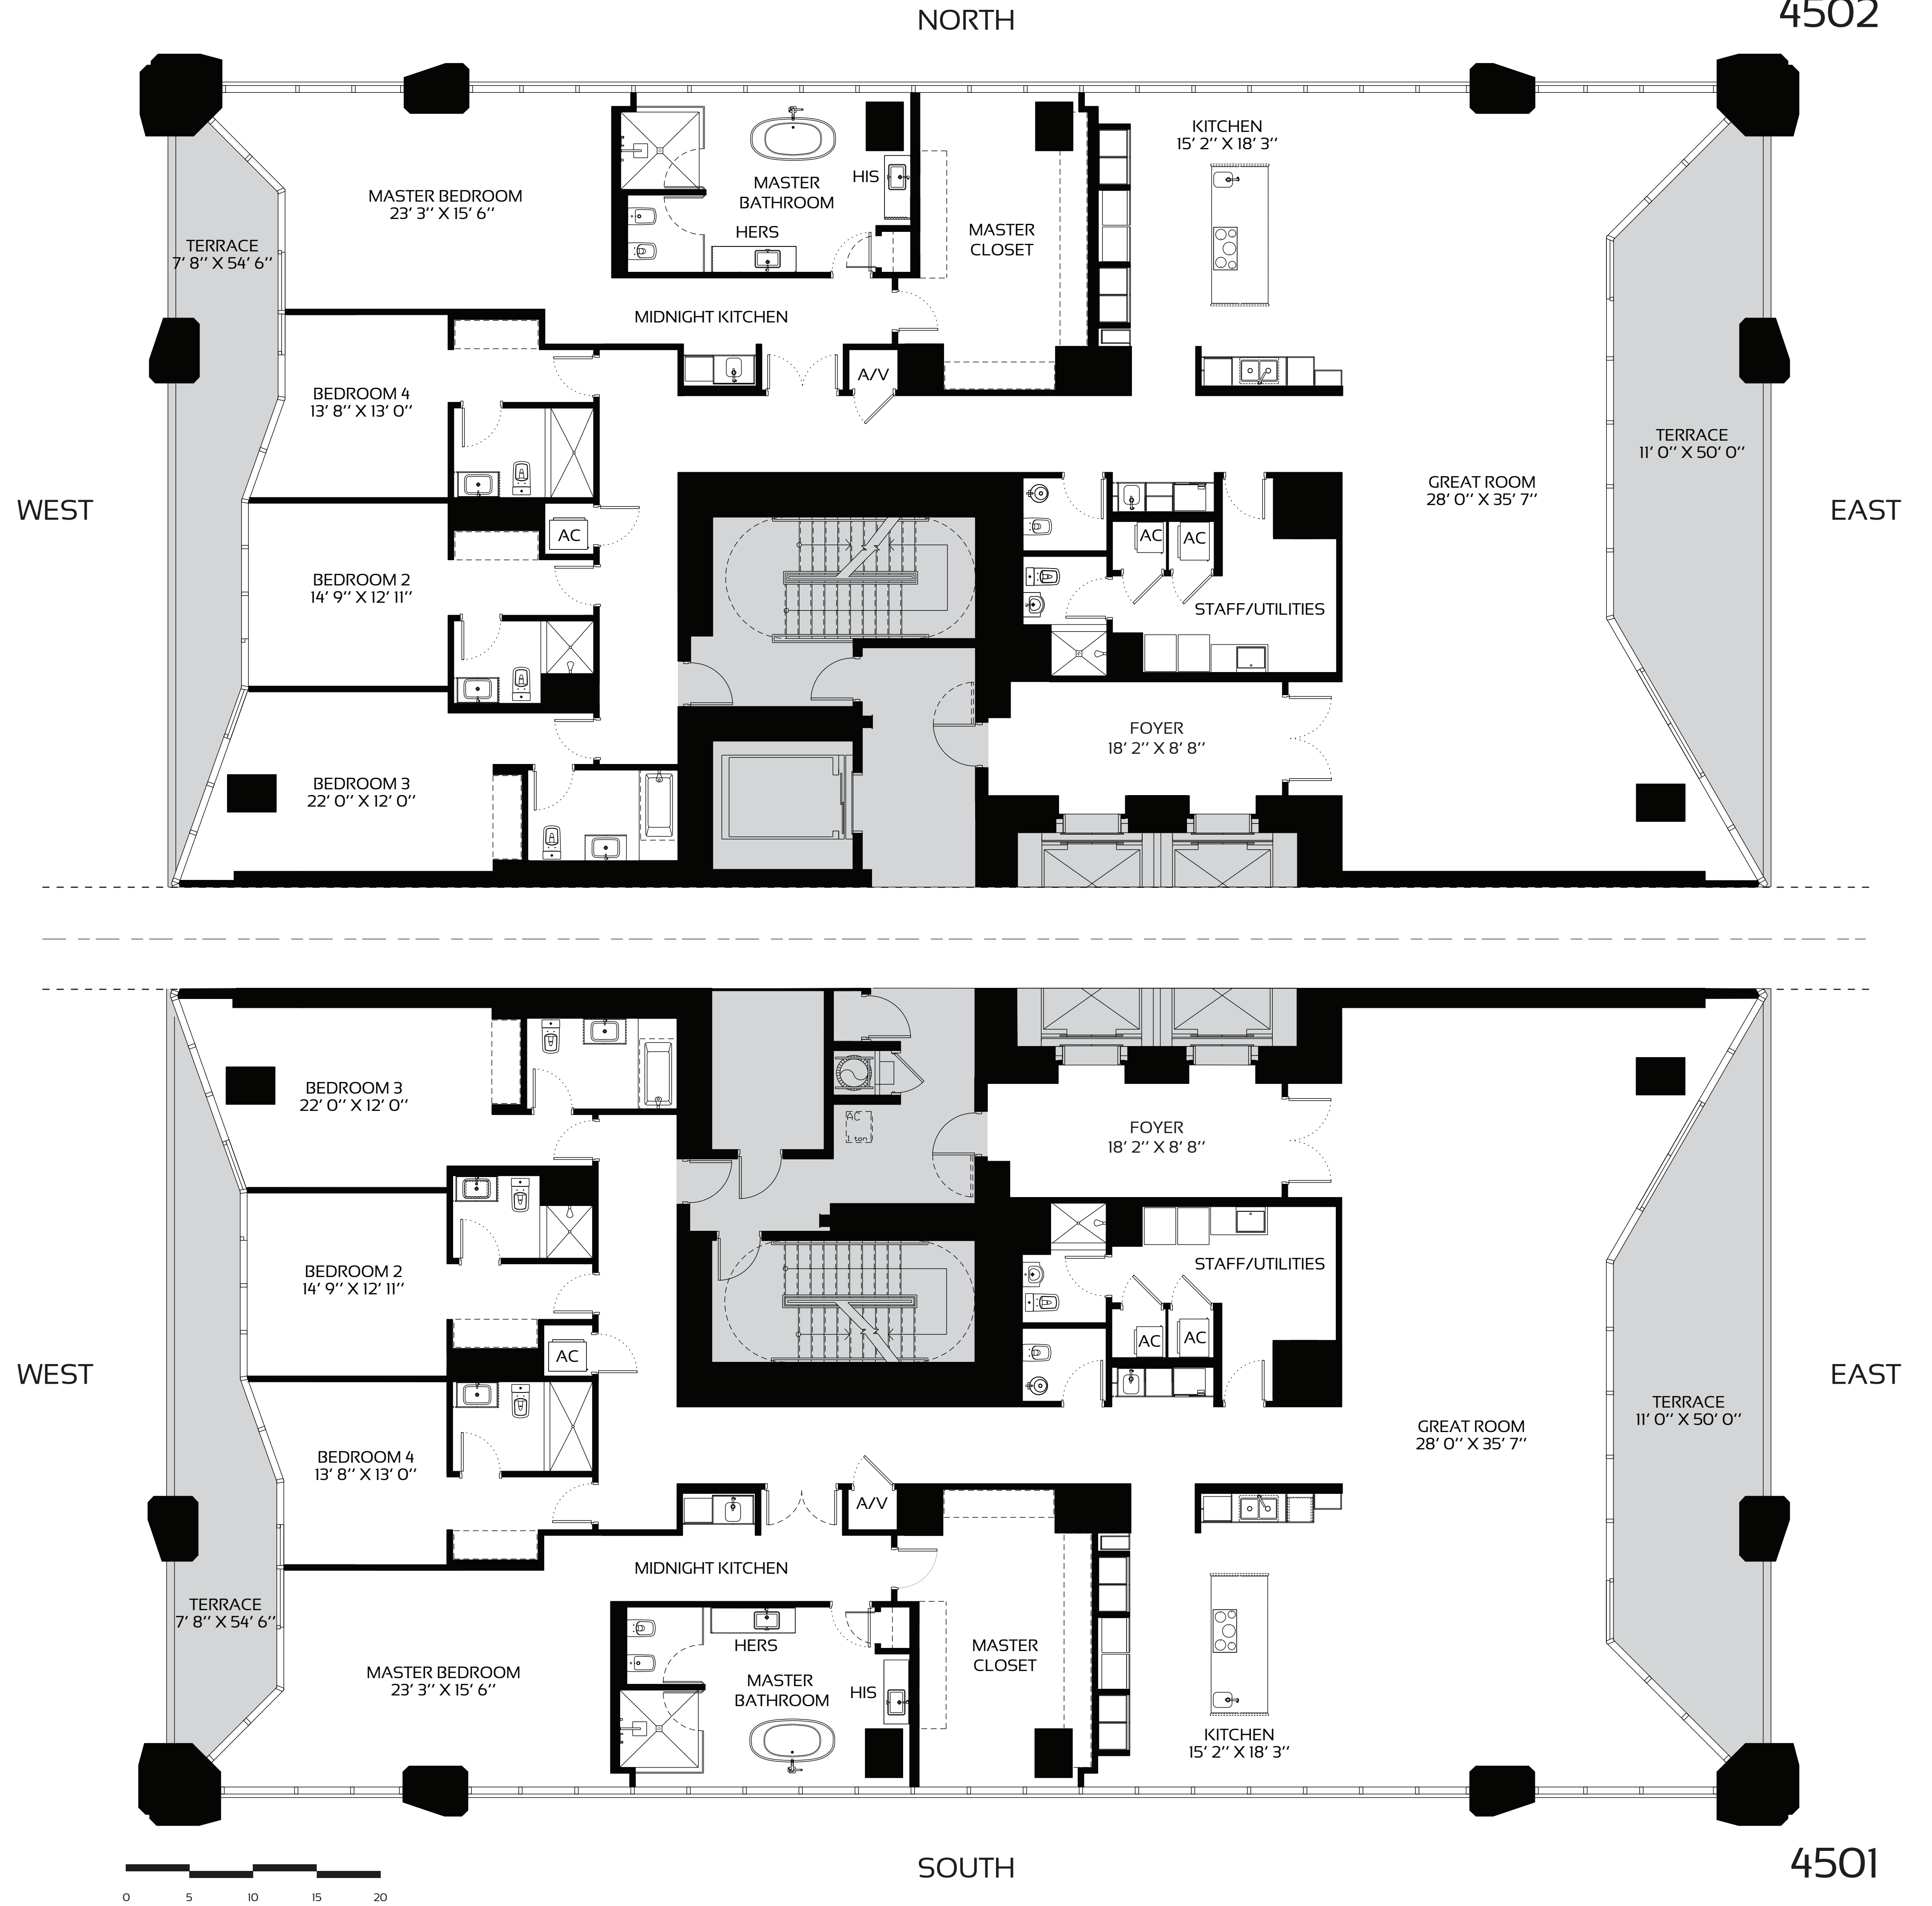 4502
NORTH
KITCHEN
15’ 2’’ X 18’ 3’’
MASTER BEDROOM
23’ 3’’ X 15’ 6’’
MASTER
BATHROOM
HIS
HERS
MASTER
CLOSET
TERRACE
7’ 8’’ X 54’ 6’’
MIDNIGHT KITCHEN
A/V
BEDROOM 4
13’ 8’’ X 13’ 0’’
TERRACE
11’ 0’’ X 50’ 0’’
GREAT ROOM
28’ 0’’ X 35’ 7’’
WEST
EAST
AC
AC
AC
BEDROOM 2
14’ 9’’ X 12’ 11’’
STAFF/UTILITIES
FOYER
18’ 2’’ X 8’ 8’’
BEDROOM 3
22’ 0’’ X 12’ 0’’
BEDROOM 3
22’ 0’’ X 12’ 0’’
AC
1 ton
FOYER
18’ 2’’ X 8’ 8’’
BEDROOM 2
14’ 9’’ X 12’ 11’’
STAFF/UTILITIES
AC
AC
AC
WEST
EAST
TERRACE
11’ 0’’ X 50’ 0’’
GREAT ROOM
28’ 0’’ X 35’ 7’’
BEDROOM 4
13’ 8’’ X 13’ 0’’
A/V
MIDNIGHT KITCHEN
TERRACE
7’ 8’’ X 54’ 6’’
HERS
MASTER
CLOSET
MASTER BEDROOM
23’ 3’’ X 15’ 6’’
MASTER
BATHROOM
HIS
KITCHEN
15’ 2’’ X 18’ 3’’
SOUTH
4501
0 5 10 15 20